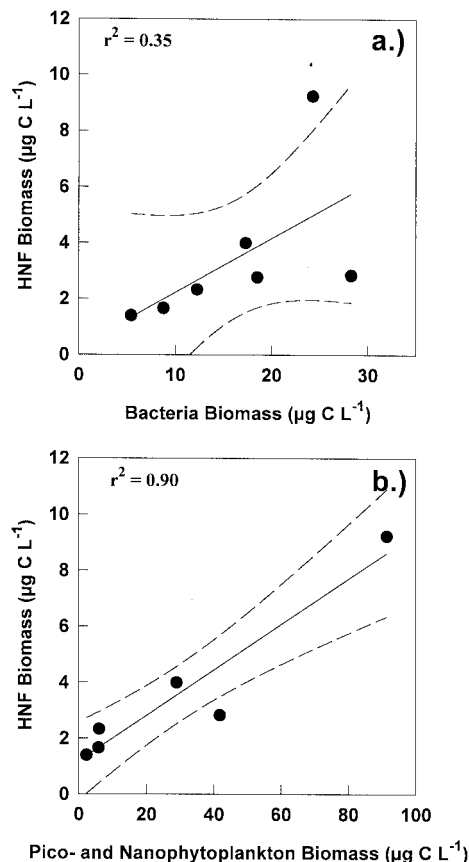 a.)
r² = 0.35
12
10
8
6
4
2
0
HNF Biomass (µg C L⁻¹)
0 10 20 30
Bacteria Biomass (µg C L⁻¹)
b.)
r² = 0.90
12
10
8
6
4
2
0
HNF Biomass (µg C L⁻¹)
0 20 40 60 80 100
Pico- and Nanophytoplankton Biomass (µg C L⁻¹)